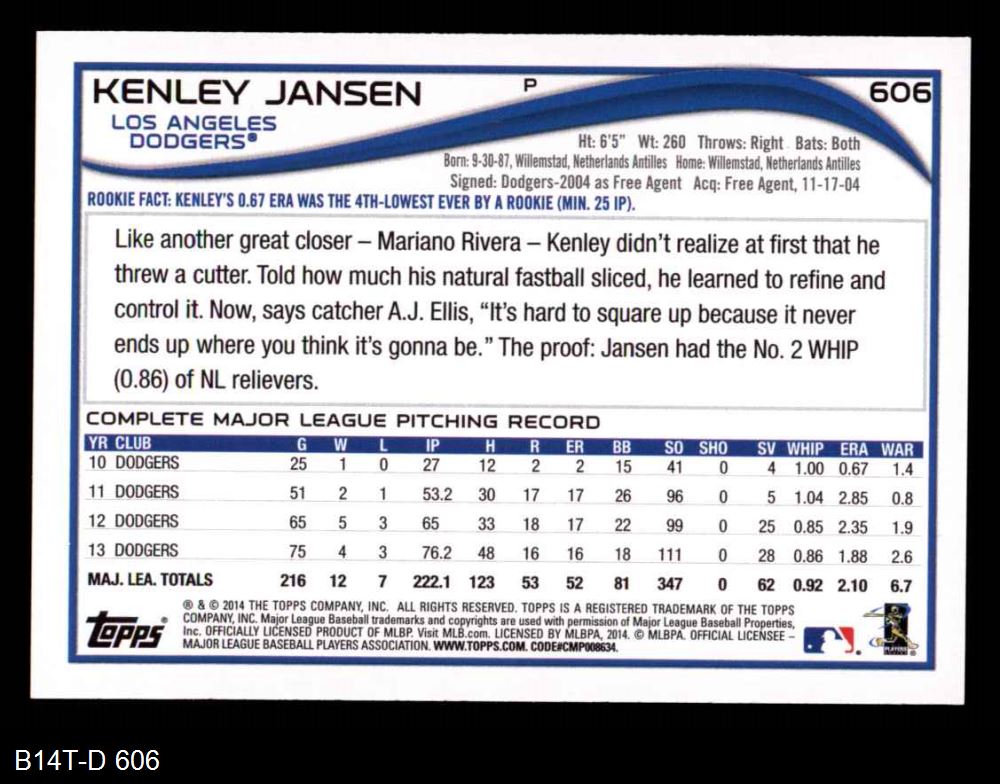 KENLEY JANSEN P 606
LOS ANGELES
DODGERS®
Ht: 6'5" Wt: 260 Throws: Right Bats: Both
Born: 9-30-87, Willemstad, Netherlands Antilles Home: Willemstad, Netherlands Antilles
Signed: Dodgers-2004 as Free Agent Acq: Free Agent, 11-17-04
ROOKIE FACT: KENLEY'S 0.67 ERA WAS THE 4TH-LOWEST EVER BY A ROOKIE (MIN. 25 IP).
Like another great closer – Mariano Rivera – Kenley didn't realize at first that he
threw a cutter. Told how much his natural fastball sliced, he learned to refine and
control it. Now, says catcher A.J. Ellis, "It's hard to square up because it never
ends up where you think it's gonna be." The proof: Jansen had the No. 2 WHIP
(0.86) of NL relievers.
COMPLETE MAJOR LEAGUE PITCHING RECORD
YR CLUB G W L IP H R ER BB SO SHO SV WHIP ERA WAR
10 DODGERS 25 1 0 27 12 2 2 15 41 0 4 1.00 0.67 1.4
11 DODGERS 51 2 1 53.2 30 17 17 26 96 0 5 1.04 2.85 0.8
12 DODGERS 65 5 3 65 33 18 17 22 99 0 25 0.85 2.35 1.9
13 DODGERS 75 4 3 76.2 48 16 16 18 111 0 28 0.86 1.88 2.6
MAJ. LEA. TOTALS 216 12 7 222.1 123 53 52 81 347 0 62 0.92 2.10 6.7
Topps®
® & © 2014 THE TOPPS COMPANY, INC. ALL RIGHTS RESERVED. TOPPS IS A REGISTERED TRADEMARK OF THE TOPPS
COMPANY, INC. Major League Baseball trademarks and copyrights are used with permission of Major League Baseball Properties,
Inc. OFFICIALLY LICENSED PRODUCT OF MLBP. Visit MLB.com. LICENSED BY MLBPA, 2014. © MLBPA. OFFICIAL LICENSEE –
MAJOR LEAGUE BASEBALL PLAYERS ASSOCIATION. WWW.TOPPS.COM. CODE#CMP008634.
PLAYERS
B14T-D 606